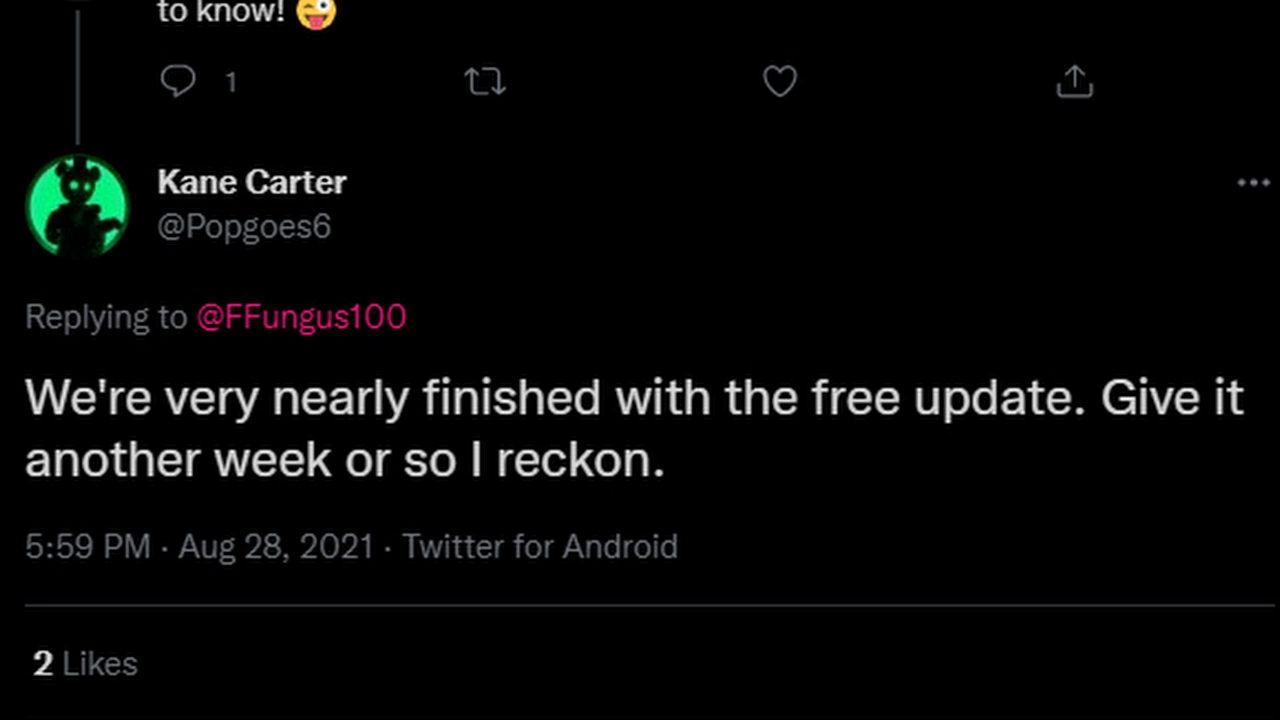 to know! 😜
1
Kane Carter
@Popgoes6
Replying to @FFungus100
We're very nearly finished with the free update. Give it
another week or so I reckon.
5:59 PM · Aug 28, 2021 · Twitter for Android
2 Likes